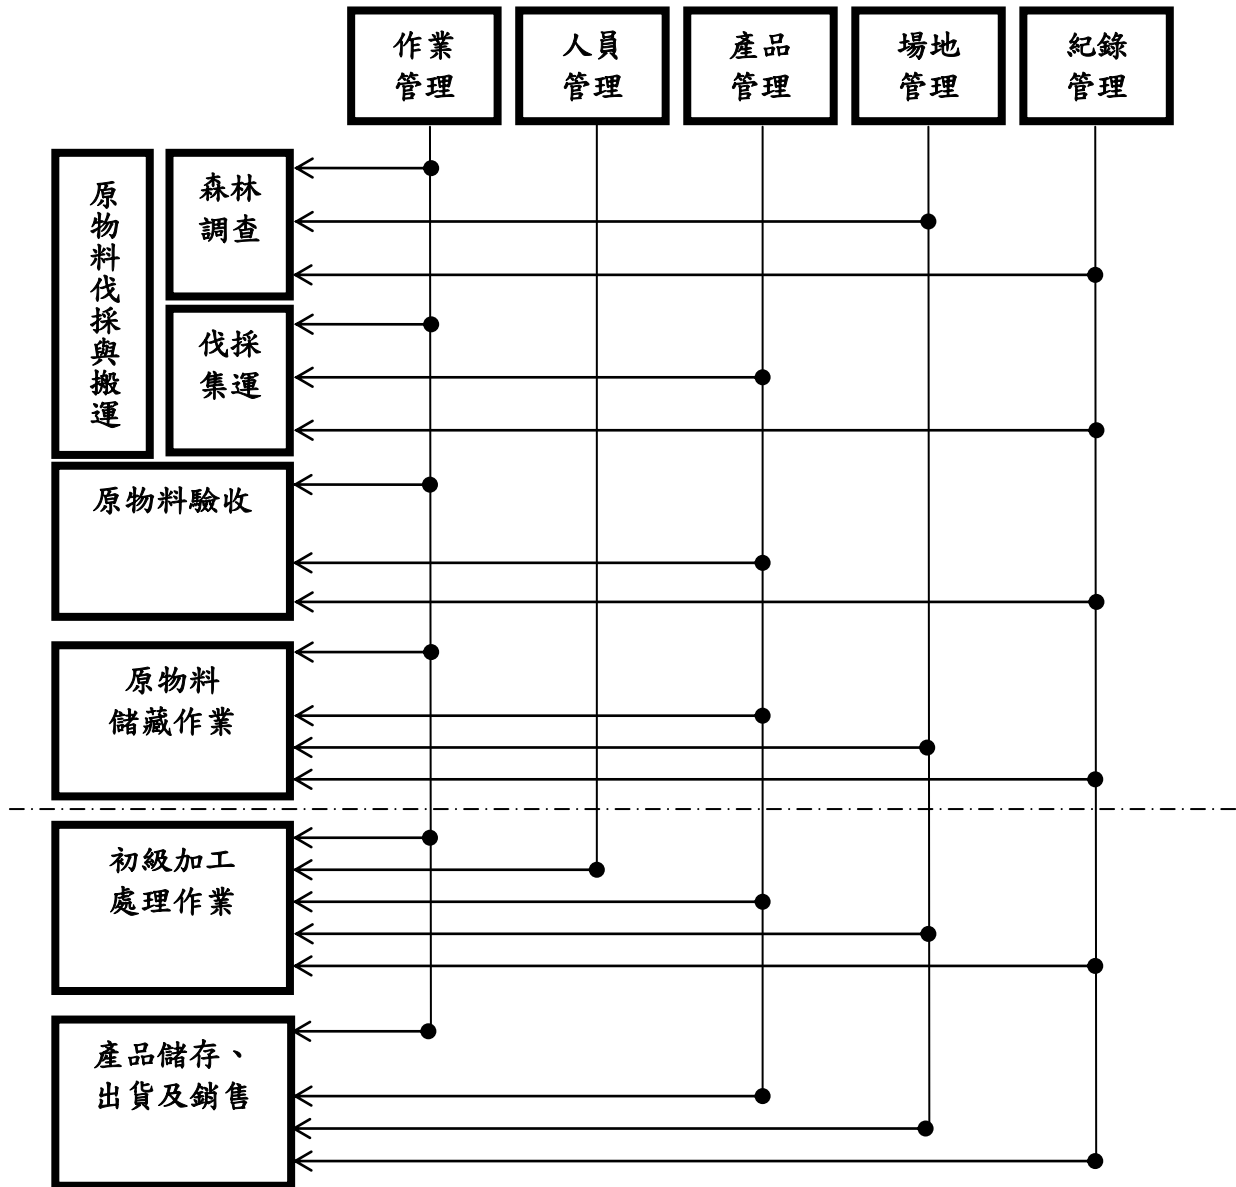 作業
管理
人員
管理
產品
管理
場地
管理
紀錄
管理
原物料伐採與搬運
森林
調查
伐採
集運
原物料驗收
原物料
儲藏作業
初級加工
處理作業
產品儲存、
出貨及銷售